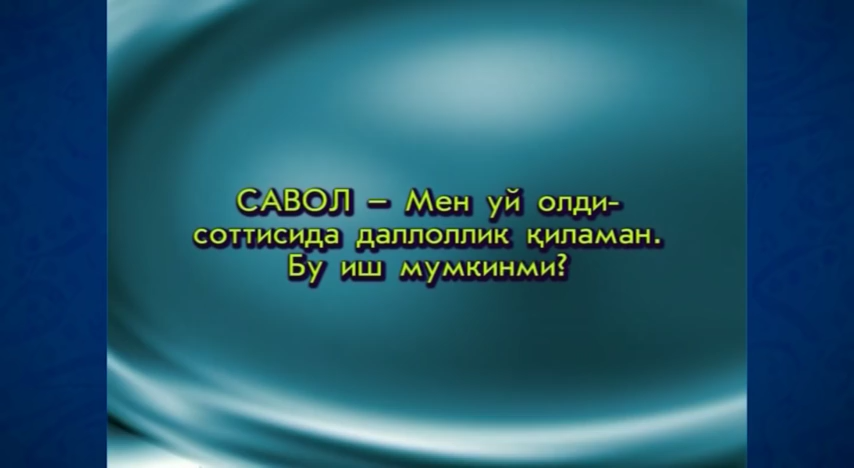 САВОЛ – Мен уй олди-
соттисида даллоллик қиламан.
Бу иш мумкинми?